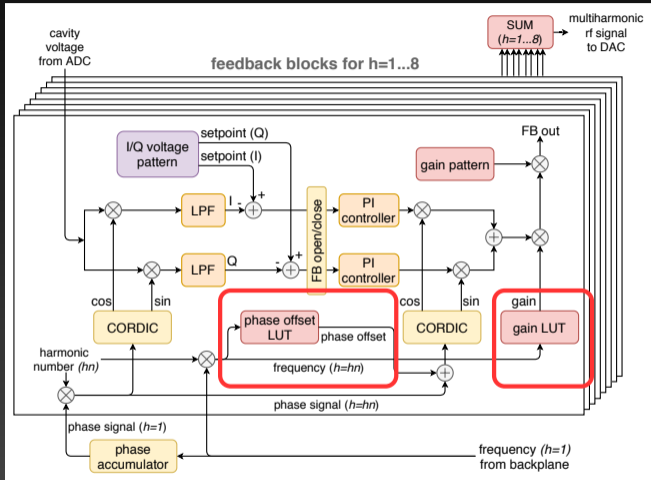 SUM
(h=1...8)
multiharmonic
rf signal
to DAC
cavity
voltage
from ADC
feedback blocks for h=1...8
FB out
I/Q voltage
pattern
setpoint (Q)
setpoint (I)
gain pattern
LPF
I
-
+
FB open/close
PI
controller
LPF
Q
-
+
PI
controller
cos
sin
CORDIC
phase offset
LUT
phase offset
cos
sin
CORDIC
gain
gain LUT
harmonic
number (hn)
frequency (h=hn)
phase signal (h=hn)
phase signal (h=1)
phase
accumulator
frequency (h=1)
from backplane